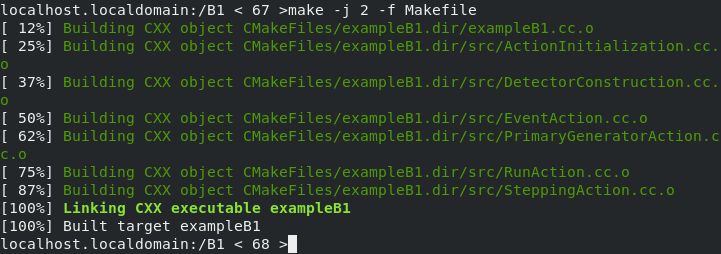 localhost.localdomain:/B1 < 67 >make -j 2 -f Makefile
[ 12%] Building CXX object CMakeFiles/exampleB1.dir/exampleB1.cc.o
[ 25%] Building CXX object CMakeFiles/exampleB1.dir/src/ActionInitialization.cc.
o
[ 37%] Building CXX object CMakeFiles/exampleB1.dir/src/DetectorConstruction.cc.
o
[ 50%] Building CXX object CMakeFiles/exampleB1.dir/src/EventAction.cc.o
[ 62%] Building CXX object CMakeFiles/exampleB1.dir/src/PrimaryGeneratorAction.c
c.o
[ 75%] Building CXX object CMakeFiles/exampleB1.dir/src/RunAction.cc.o
[ 87%] Building CXX object CMakeFiles/exampleB1.dir/src/SteppingAction.cc.o
[100%] Linking CXX executable exampleB1
[100%] Built target exampleB1
localhost.localdomain:/B1 < 68 >